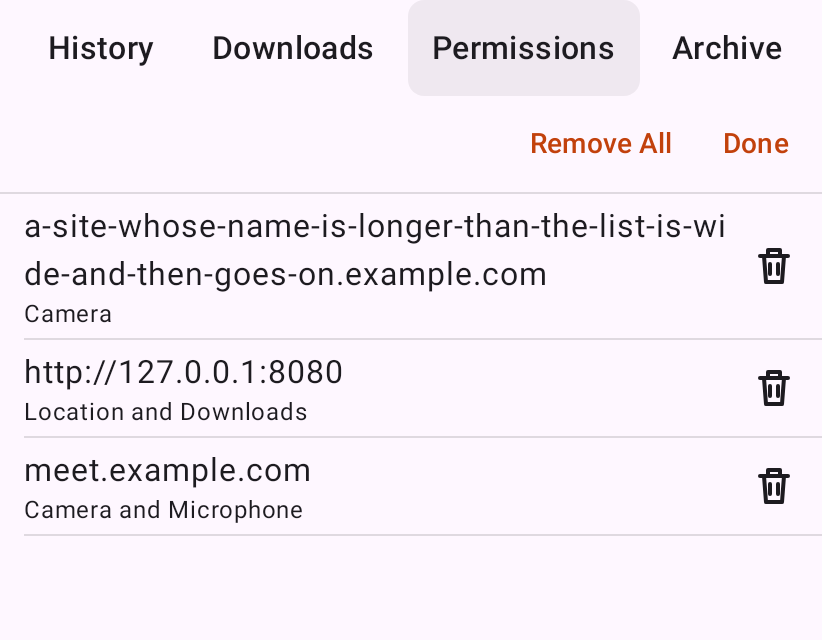 History Downloads Permissions Archive
Remove All Done
a-site-whose-name-is-longer-than-the-list-is-wi
de-and-then-goes-on.example.com
Camera
http://127.0.0.1:8080
Location and Downloads
meet.example.com
Camera and Microphone